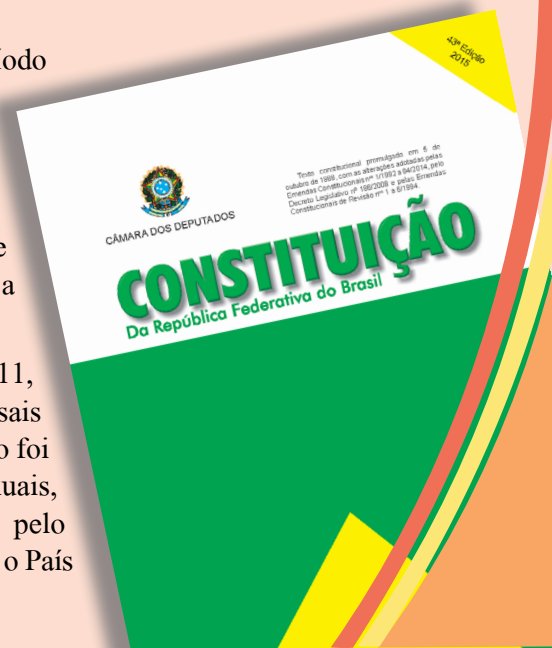 íodo
e
a
11,
sais
o foi
uais,
pelo
o País
43ª Edição
2015
Texto constitucional promulgado em 5 de
outubro de 1988, com as alterações adotadas pelas
Emendas Constitucionais nº 1/1992 a 84/2014, pelo
Decreto Legislativo nº 186/2008 e pelas Emendas
Constitucionais de Revisão nº 1 a 6/1994.
CÂMARA DOS DEPUTADOS
CONSTITUIÇÃO
Da República Federativa do Brasil